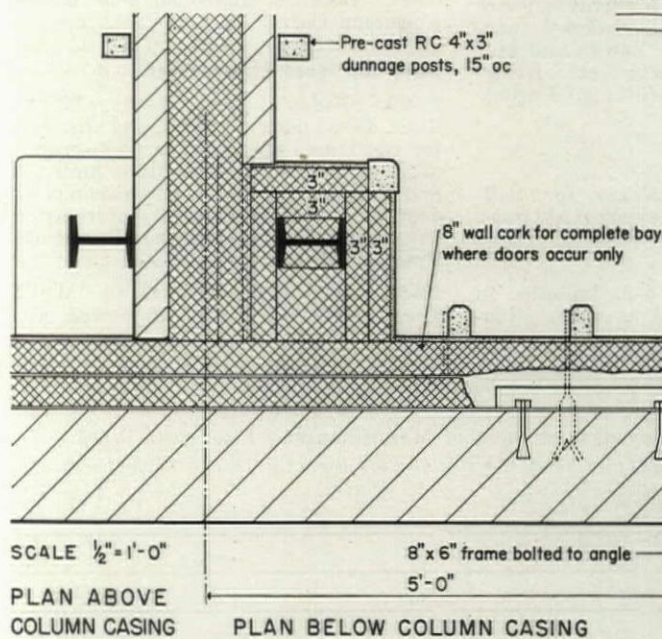 Pre-cast R C 4"x 3"
dunnage posts, 15" oc
3"
3"
3" 3"
8" wall cork for complete bay
where doors occur only
SCALE ½" = 1'-0"
8" x 6" frame bolted to angle
5'-0"
PLAN ABOVE
COLUMN CASING
PLAN BELOW COLUMN CASING